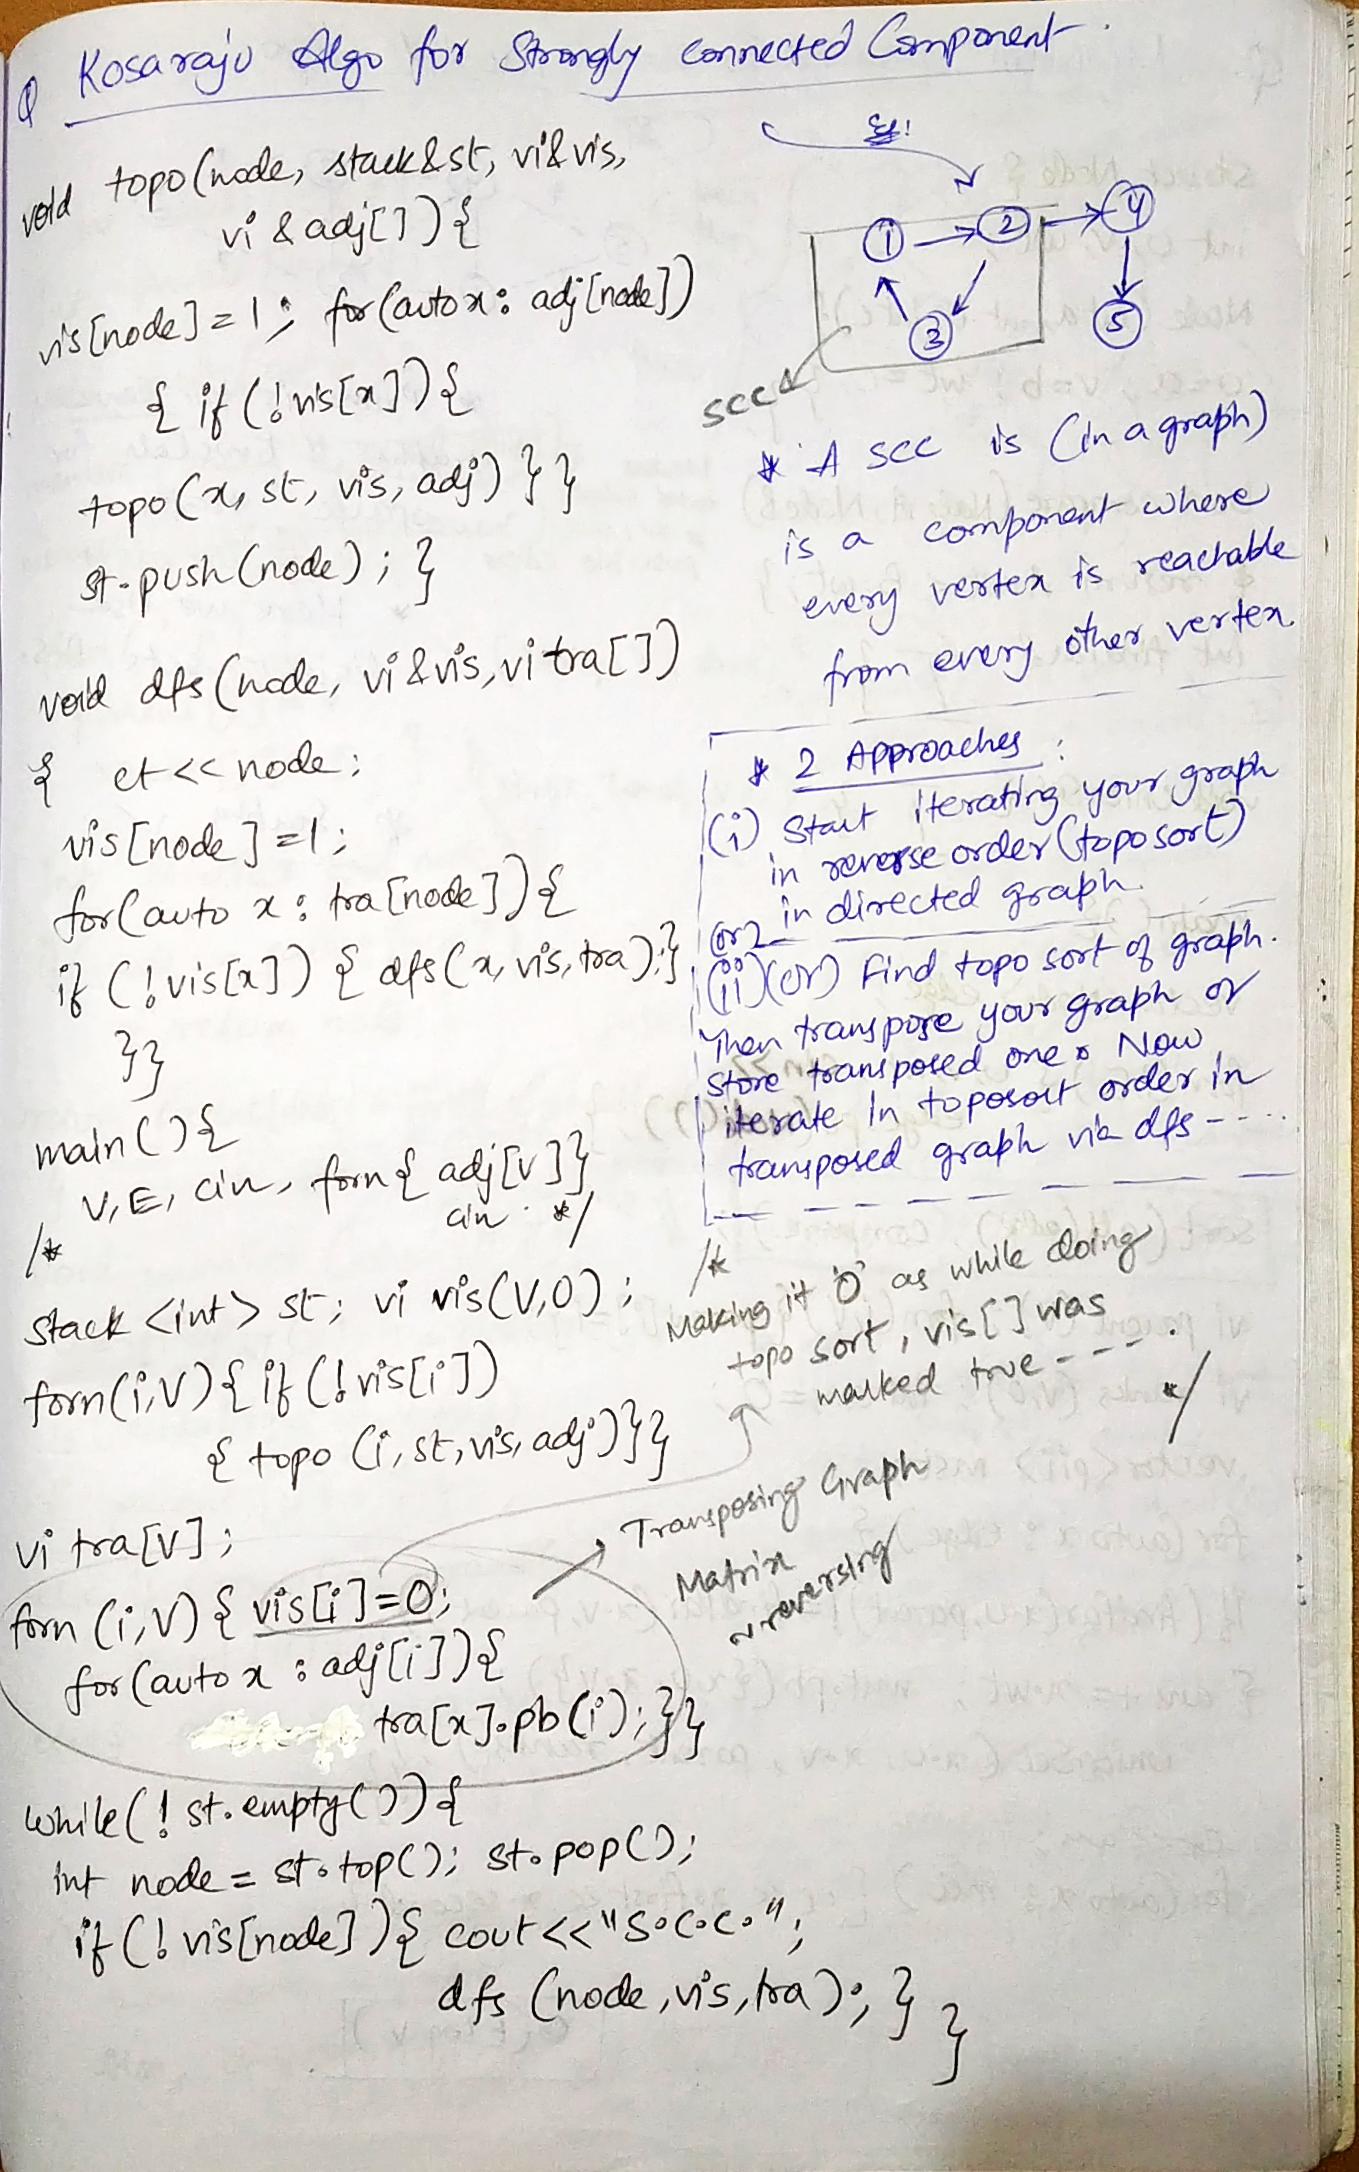 Q Kosaraju Algo for Strongly connected Component.
void topo(node, stack&st, vi&vis,
vi &adj[]){
vis[node]=1; for(auto x: adj[node])
{ if(!vis[x]){
topo(x, st, vis, adj) }}
st.push(node); }
void dfs(node, vi&vis, vi tra[])
{ ct<<node;
vis[node]=1;
for(auto x: tra[node]){
if(!vis[x]) { dfs(x, vis, tra);}
}}
main(){
V, E, cin, forn{ adj[v]}
/* cin. */
stack <int> st; vi vis(V,0);
forn(i,V){ if(!vis[i])
{ topo (i, st, vis, adj)}}
vi tra[V];
forn (i,V) { vis[i]=0;
for(auto x : adj[i]){
tra[x].pb(i);}}
while(! st.empty()){
int node = st.top(); st.pop();
if(! vis[node]){ cout<<"S.C.C.";
dfs (node, vis, tra); }
}
1 2 4
3 5
SCC
* A SCC is (in a graph)
is a component where
every vertex is reachable
from every other vertex.
* 2 Approaches :
(i) Start iterating your graph
in reverse order (topo sort)
in directed graph.
(or)
(ii) (or) Find topo sort of graph.
Then transpose your graph or
store transposed one. Now
iterate in toposort order in
transposed graph via dfs ----
/*
Making it '0' as while doing
topo sort, vis[] was
marked true ----.
*/
Transposing Graph
Matrix
~ reversing